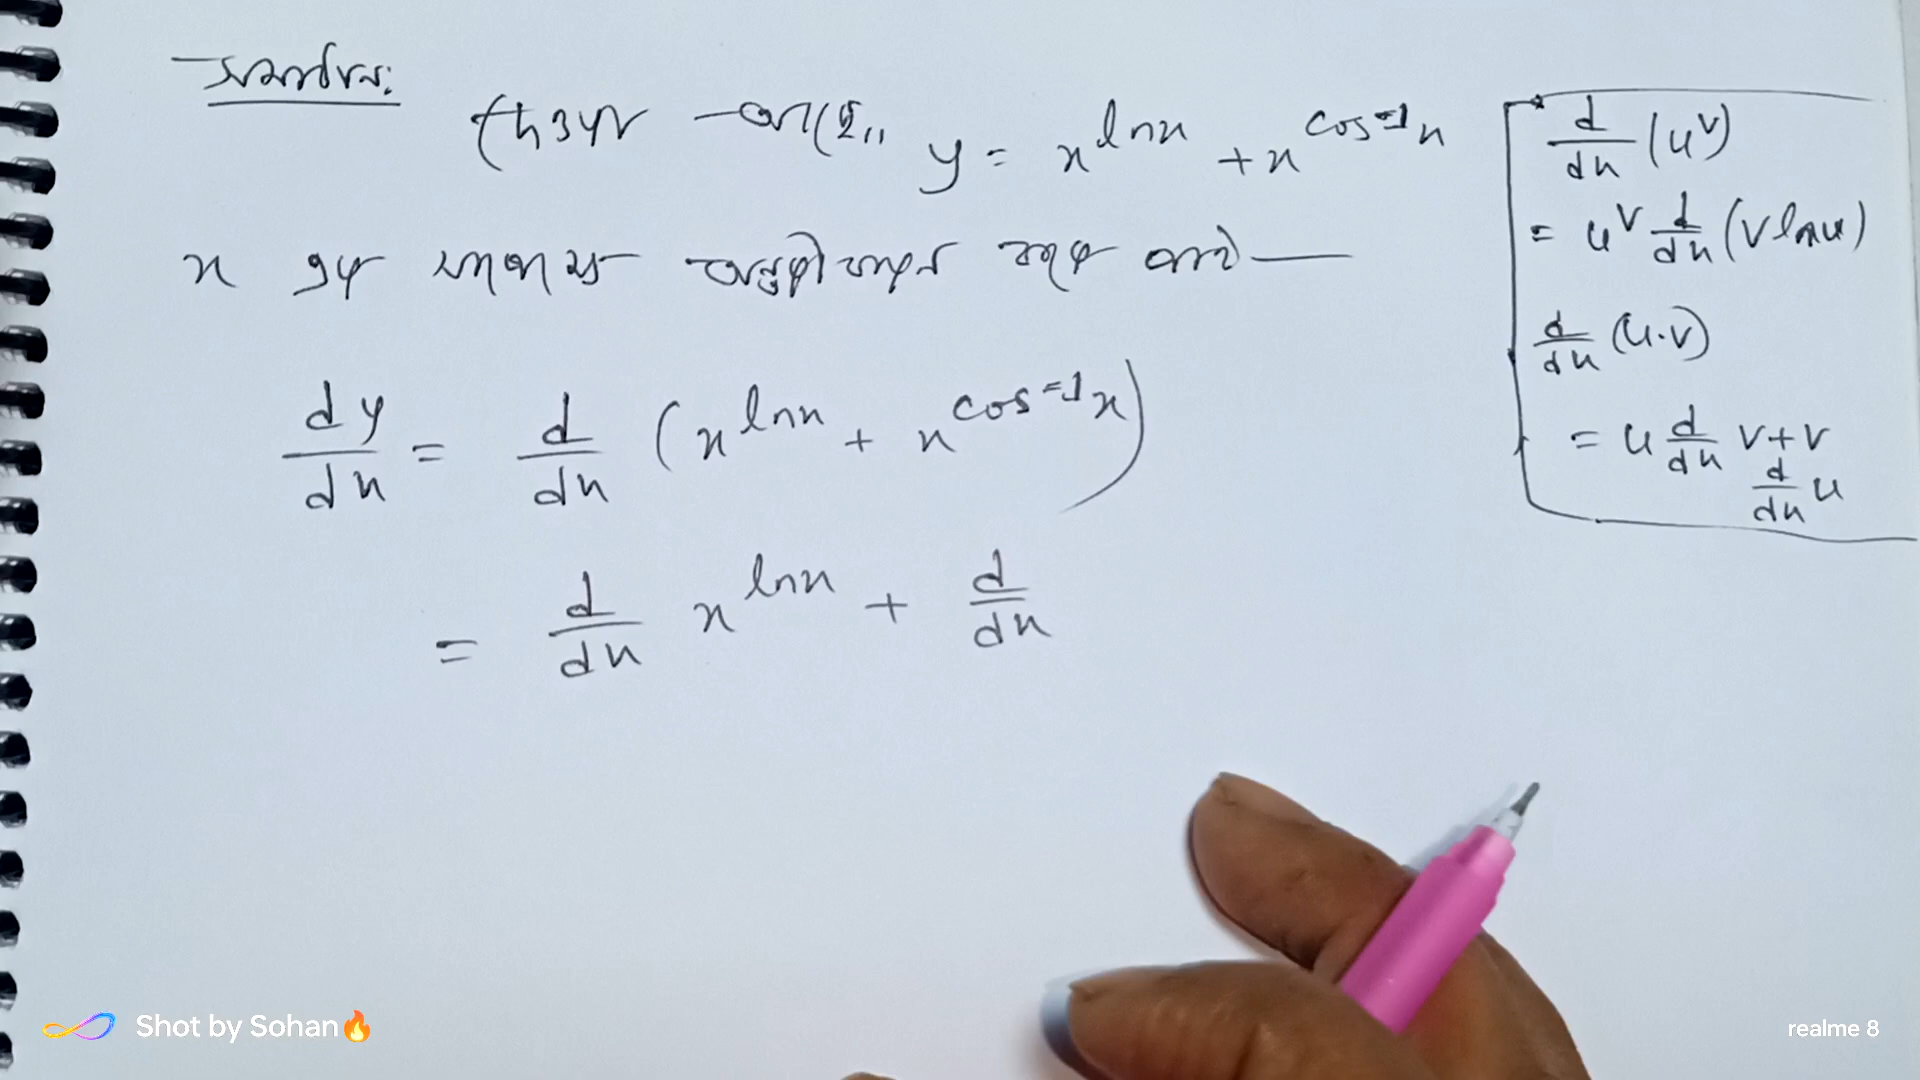 সমাধান:
দেওয়া আছে,, y = x^{ln x} + x^{cos⁻¹x}
x এর সাপেক্ষে অন্তরীকরণ করে পাই —
dy/dx = d/dx (x^{ln x} + x^{cos⁻¹x})
= d/dx x^{ln x} + d/dx
d/dx (u^v)
= u^v d/dx (v ln u)
d/dx (u.v)
= u d/dx v + v d/dx u
Shot by Sohan🔥
realme 8